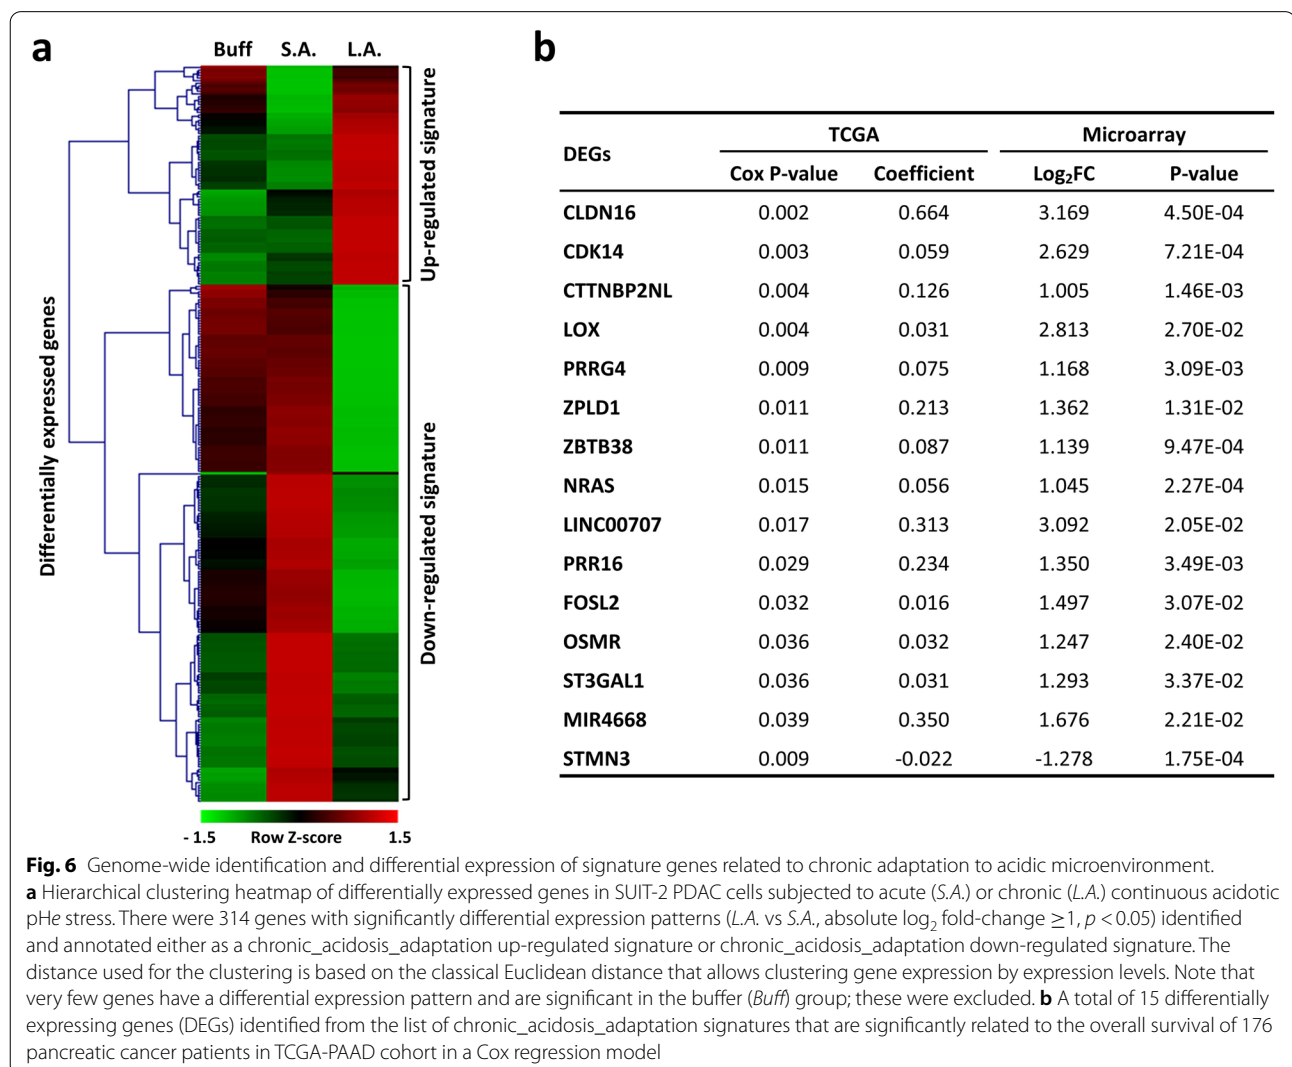 a
Buff S.A. L.A.
Differentially expressed genes
Up-regulated signature
Down-regulated signature
- 1.5 Row Z-score 1.5
b
DEGs TCGA Microarray
Cox P-value Coefficient Log₂FC P-value
CLDN16 0.002 0.664 3.169 4.50E-04
CDK14 0.003 0.059 2.629 7.21E-04
CTTNBP2NL 0.004 0.126 1.005 1.46E-03
LOX 0.004 0.031 2.813 2.70E-02
PRRG4 0.009 0.075 1.168 3.09E-03
ZPLD1 0.011 0.213 1.362 1.31E-02
ZBTB38 0.011 0.087 1.139 9.47E-04
NRAS 0.015 0.056 1.045 2.27E-04
LINC00707 0.017 0.313 3.092 2.05E-02
PRR16 0.029 0.234 1.350 3.49E-03
FOSL2 0.032 0.016 1.497 3.07E-02
OSMR 0.036 0.032 1.247 2.40E-02
ST3GAL1 0.036 0.031 1.293 3.37E-02
MIR4668 0.039 0.350 1.676 2.21E-02
STMN3 0.009 -0.022 -1.278 1.75E-04
Fig. 6 Genome-wide identification and differential expression of signature genes related to chronic adaptation to acidic microenvironment.
a Hierarchical clustering heatmap of differentially expressed genes in SUIT-2 PDAC cells subjected to acute (S.A.) or chronic (L.A.) continuous acidotic
pHe stress. There were 314 genes with significantly differential expression patterns (L.A. vs S.A., absolute log₂ fold-change ≥1, p < 0.05) identified
and annotated either as a chronic_acidosis_adaptation up-regulated signature or chronic_acidosis_adaptation down-regulated signature. The
distance used for the clustering is based on the classical Euclidean distance that allows clustering gene expression by expression levels. Note that
very few genes have a differential expression pattern and are significant in the buffer (Buff) group; these were excluded. b A total of 15 differentially
expressing genes (DEGs) identified from the list of chronic_acidosis_adaptation signatures that are significantly related to the overall survival of 176
pancreatic cancer patients in TCGA-PAAD cohort in a Cox regression model